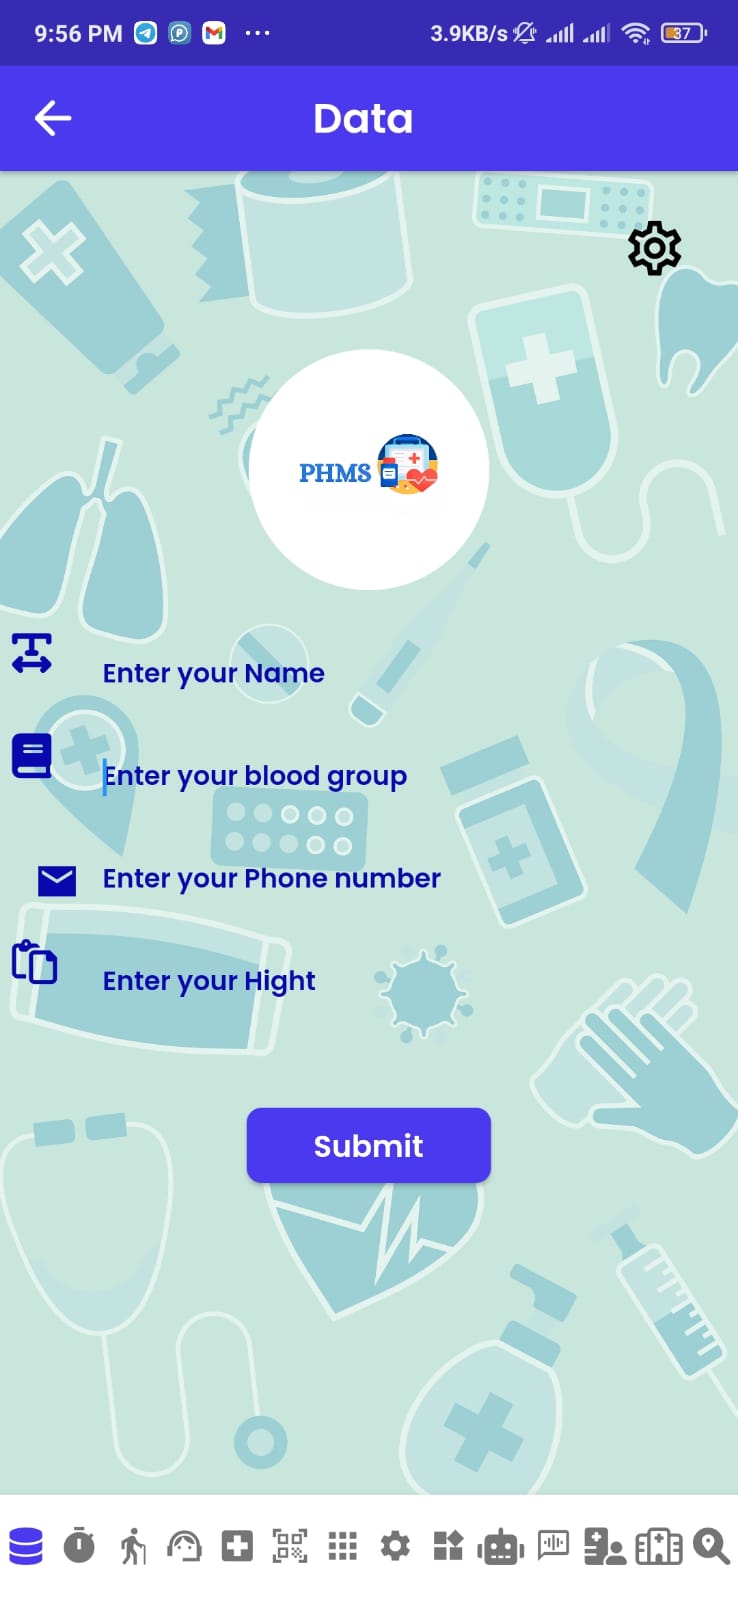 9:56 PM 3.9KB/s 37
Data
PHMS
Enter your Name
Enter your blood group
Enter your Phone number
Enter your Hight
Submit